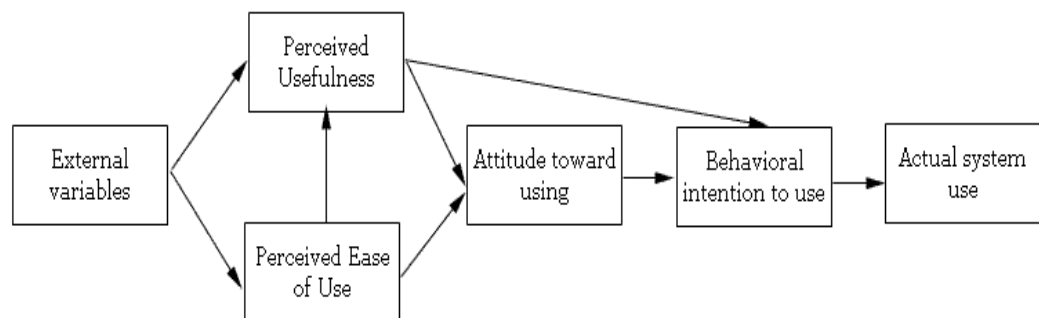 Perceived
Usefulness
External
variables
Attitude toward
using
Behavioral
intention to use
Actual system
use
Perceived Ease
of Use